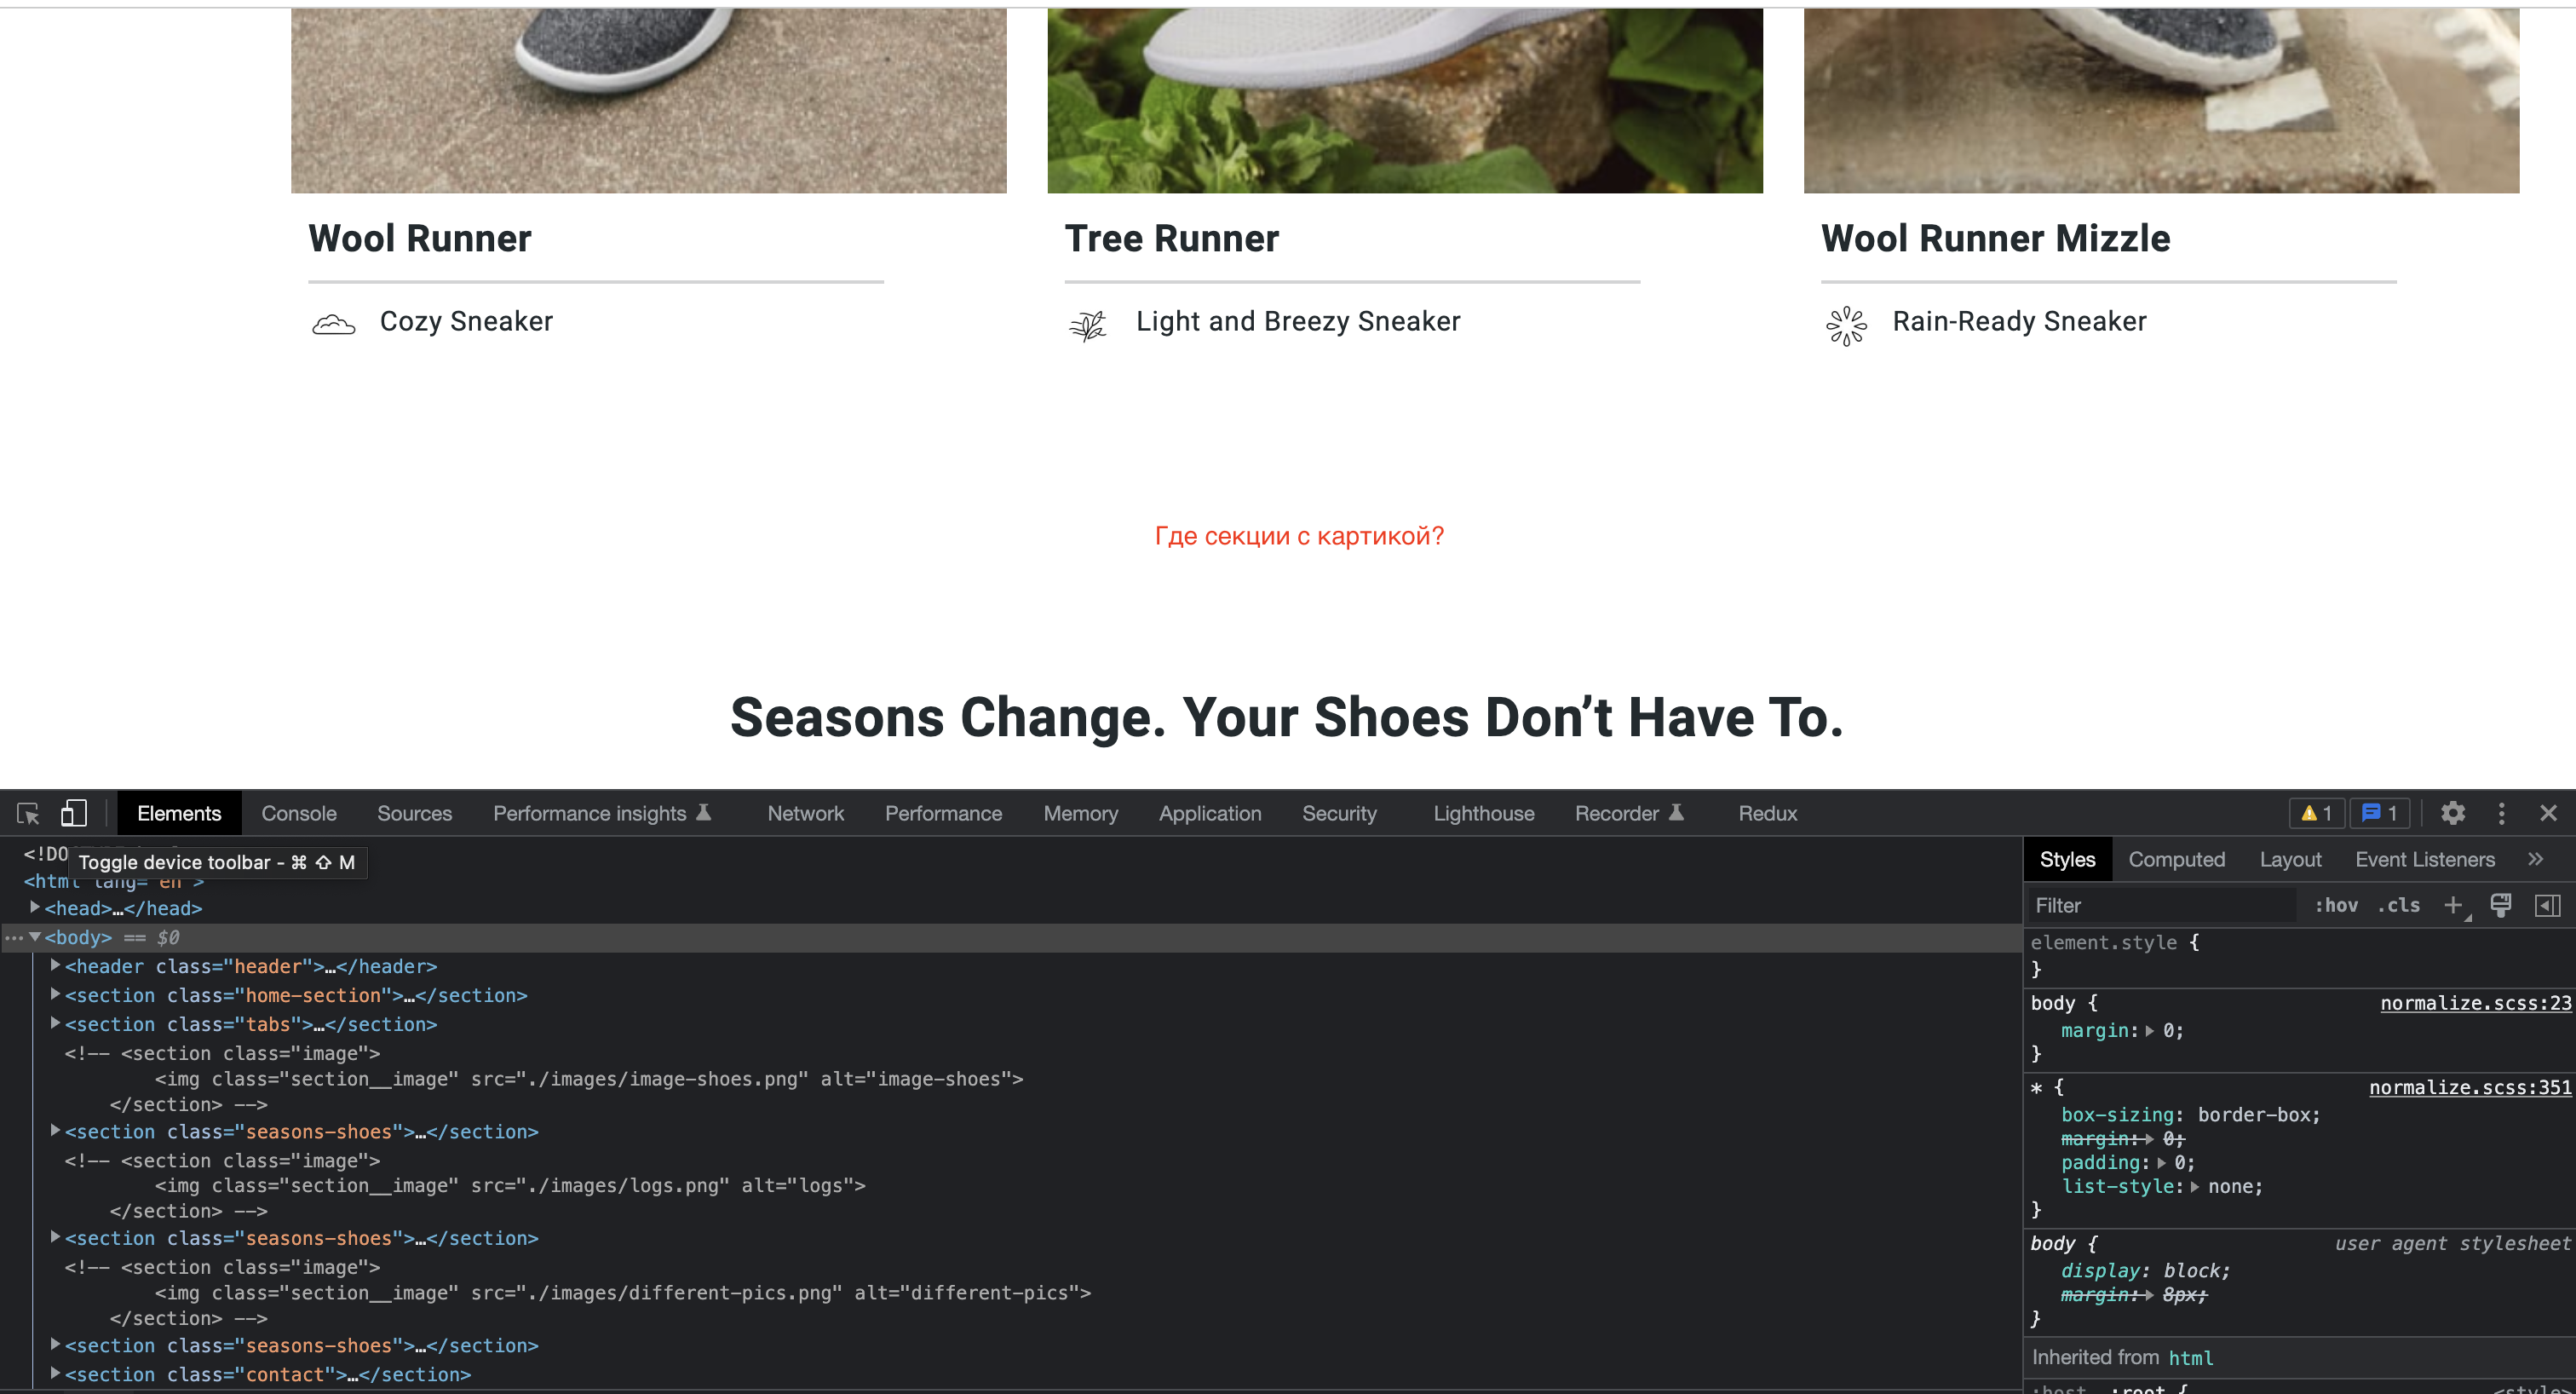 Wool Runner
Tree Runner
Wool Runner Mizzle
Cozy Sneaker
Light and Breezy Sneaker
Rain-Ready Sneaker
Где секции с картикой?
Seasons Change. Your Shoes Don’t Have To.
Elements Console Sources Performance insights Network Performance Memory Application Security Lighthouse Recorder Redux 1 1
<!DO
Toggle device toolbar - ⌘ ⇧ M
<html lang="en">
<head>…</head>
<body> == $0
<header class="header">…</header>
<section class="home-section">…</section>
<section class="tabs">…</section>
<!-- <section class="image">
<img class="section__image" src="./images/image-shoes.png" alt="image-shoes">
</section> -->
<section class="seasons-shoes">…</section>
<!-- <section class="image">
<img class="section__image" src="./images/logs.png" alt="logs">
</section> -->
<section class="seasons-shoes">…</section>
<!-- <section class="image">
<img class="section__image" src="./images/different-pics.png" alt="different-pics">
</section> -->
<section class="seasons-shoes">…</section>
<section class="contact">…</section>
Styles Computed Layout Event Listeners »
Filter :hov .cls +
element.style {
}
body { normalize.scss:23
margin: 0;
}
* { normalize.scss:351
box-sizing: border-box;
margin: 0;
padding: 0;
list-style: none;
}
body { user agent stylesheet
display: block;
margin: 8px;
}
Inherited from html
:host, :root { <style>